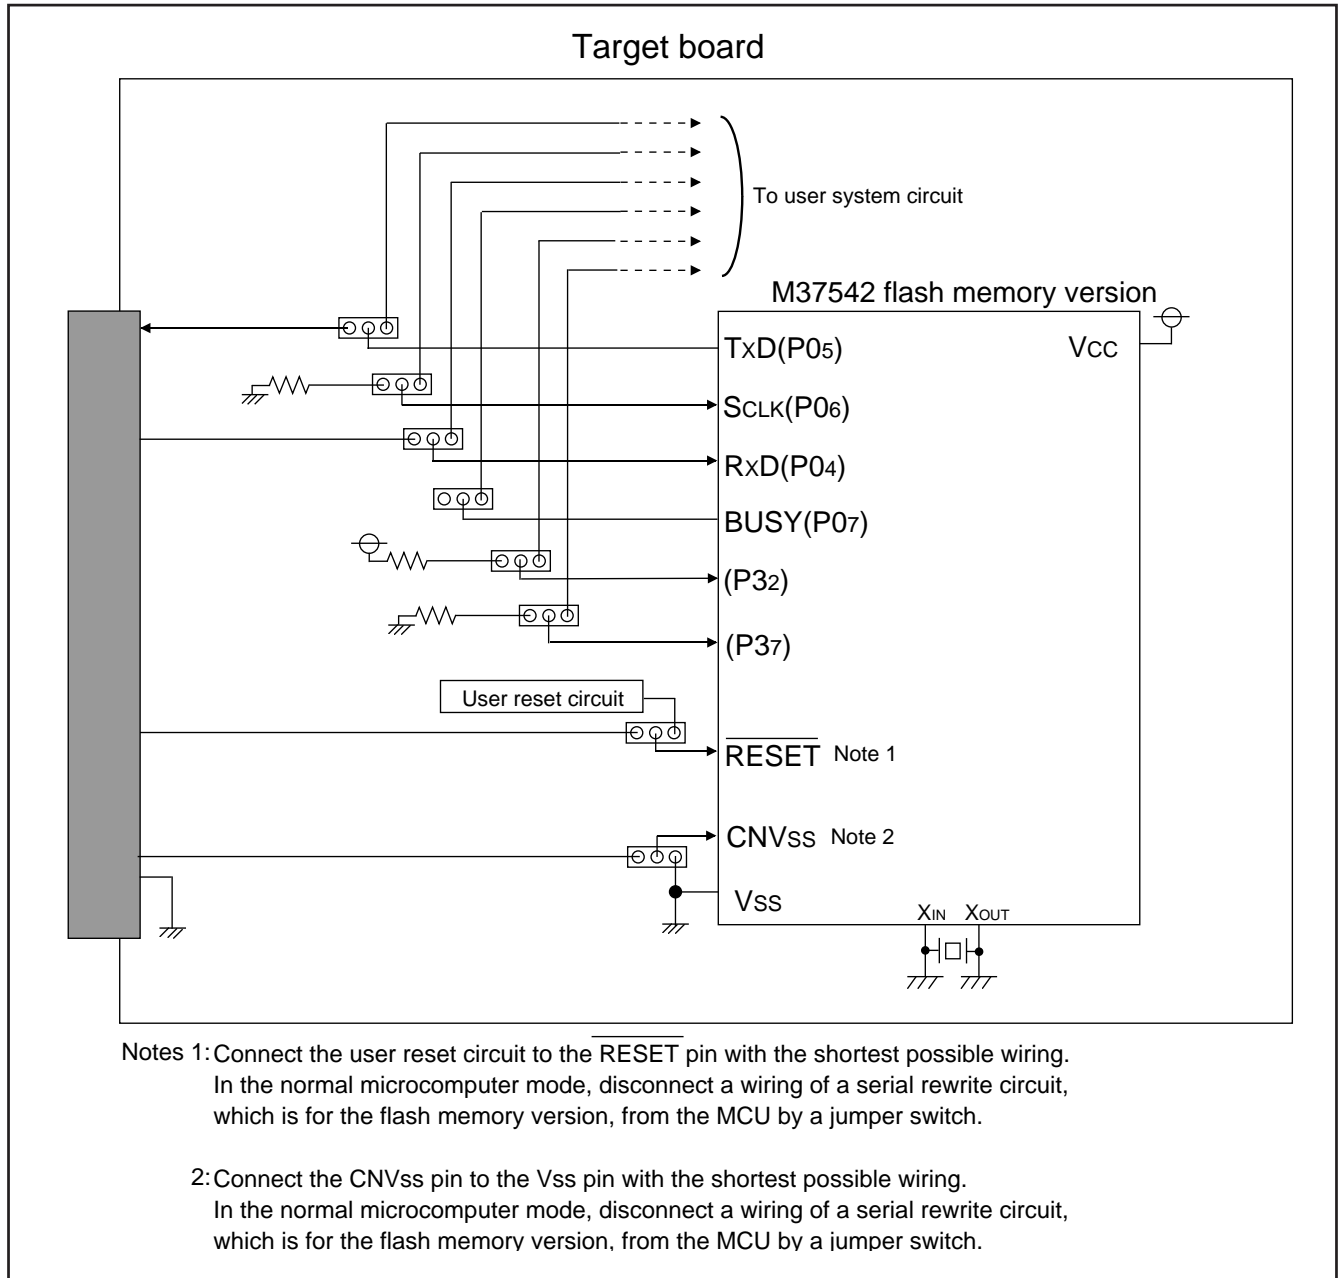 Target board
To user system circuit
M37542 flash memory version
TxD(P05)
VCC
SCLK(P06)
RxD(P04)
BUSY(P07)
(P32)
(P37)
User reset circuit
RESET Note 1
CNVss Note 2
Vss
XIN XOUT
Notes 1: Connect the user reset circuit to the RESET pin with the shortest possible wiring.
In the normal microcomputer mode, disconnect a wiring of a serial rewrite circuit,
which is for the flash memory version, from the MCU by a jumper switch.
2: Connect the CNVss pin to the Vss pin with the shortest possible wiring.
In the normal microcomputer mode, disconnect a wiring of a serial rewrite circuit,
which is for the flash memory version, from the MCU by a jumper switch.